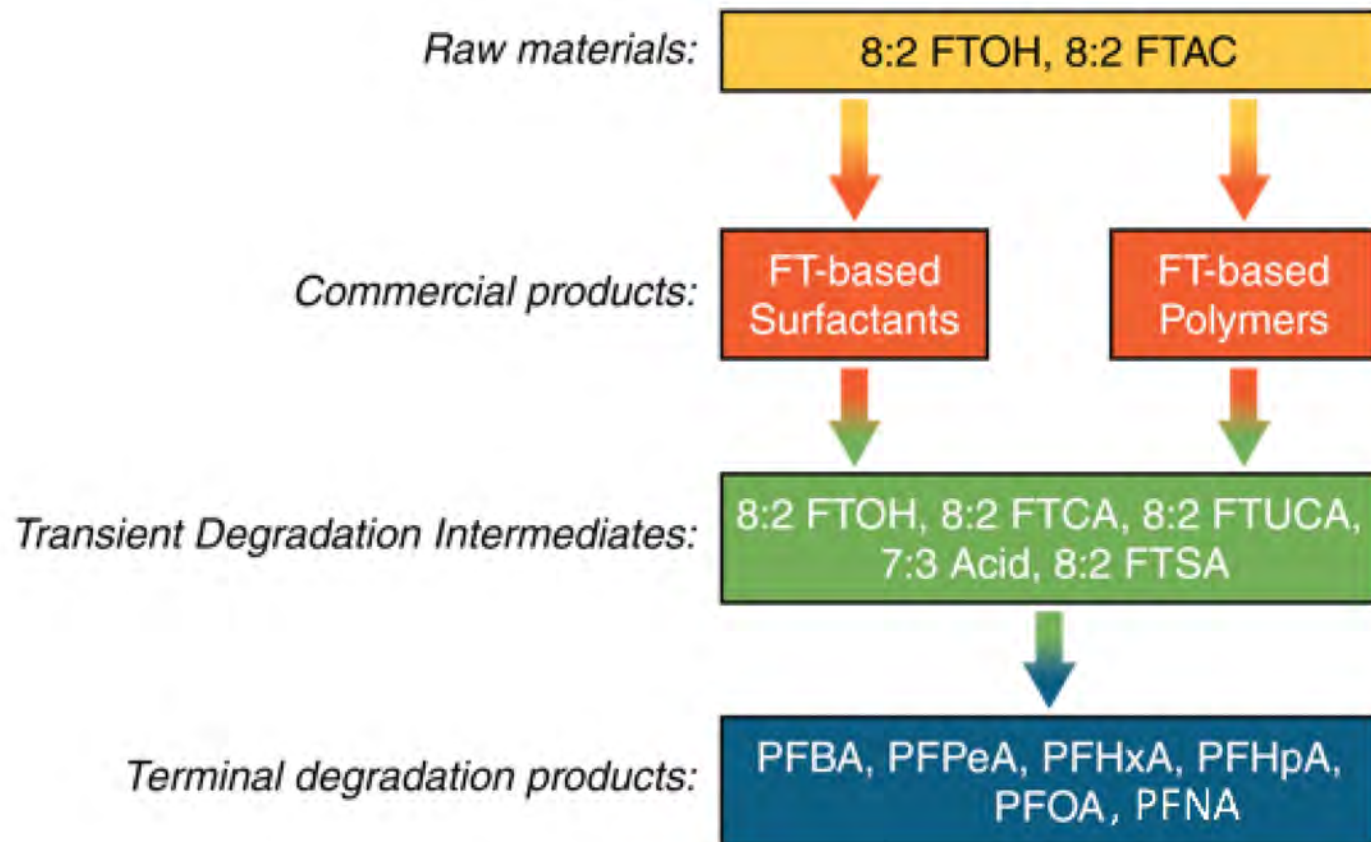 Raw materials:
8:2 FTOH, 8:2 FTAC
Commercial products:
FT-based
Surfactants
FT-based
Polymers
Transient Degradation Intermediates:
8:2 FTOH, 8:2 FTCA, 8:2 FTUCA,
7:3 Acid, 8:2 FTSA
Terminal degradation products:
PFBA, PFPeA, PFHxA, PFHpA,
PFOA, PFNA